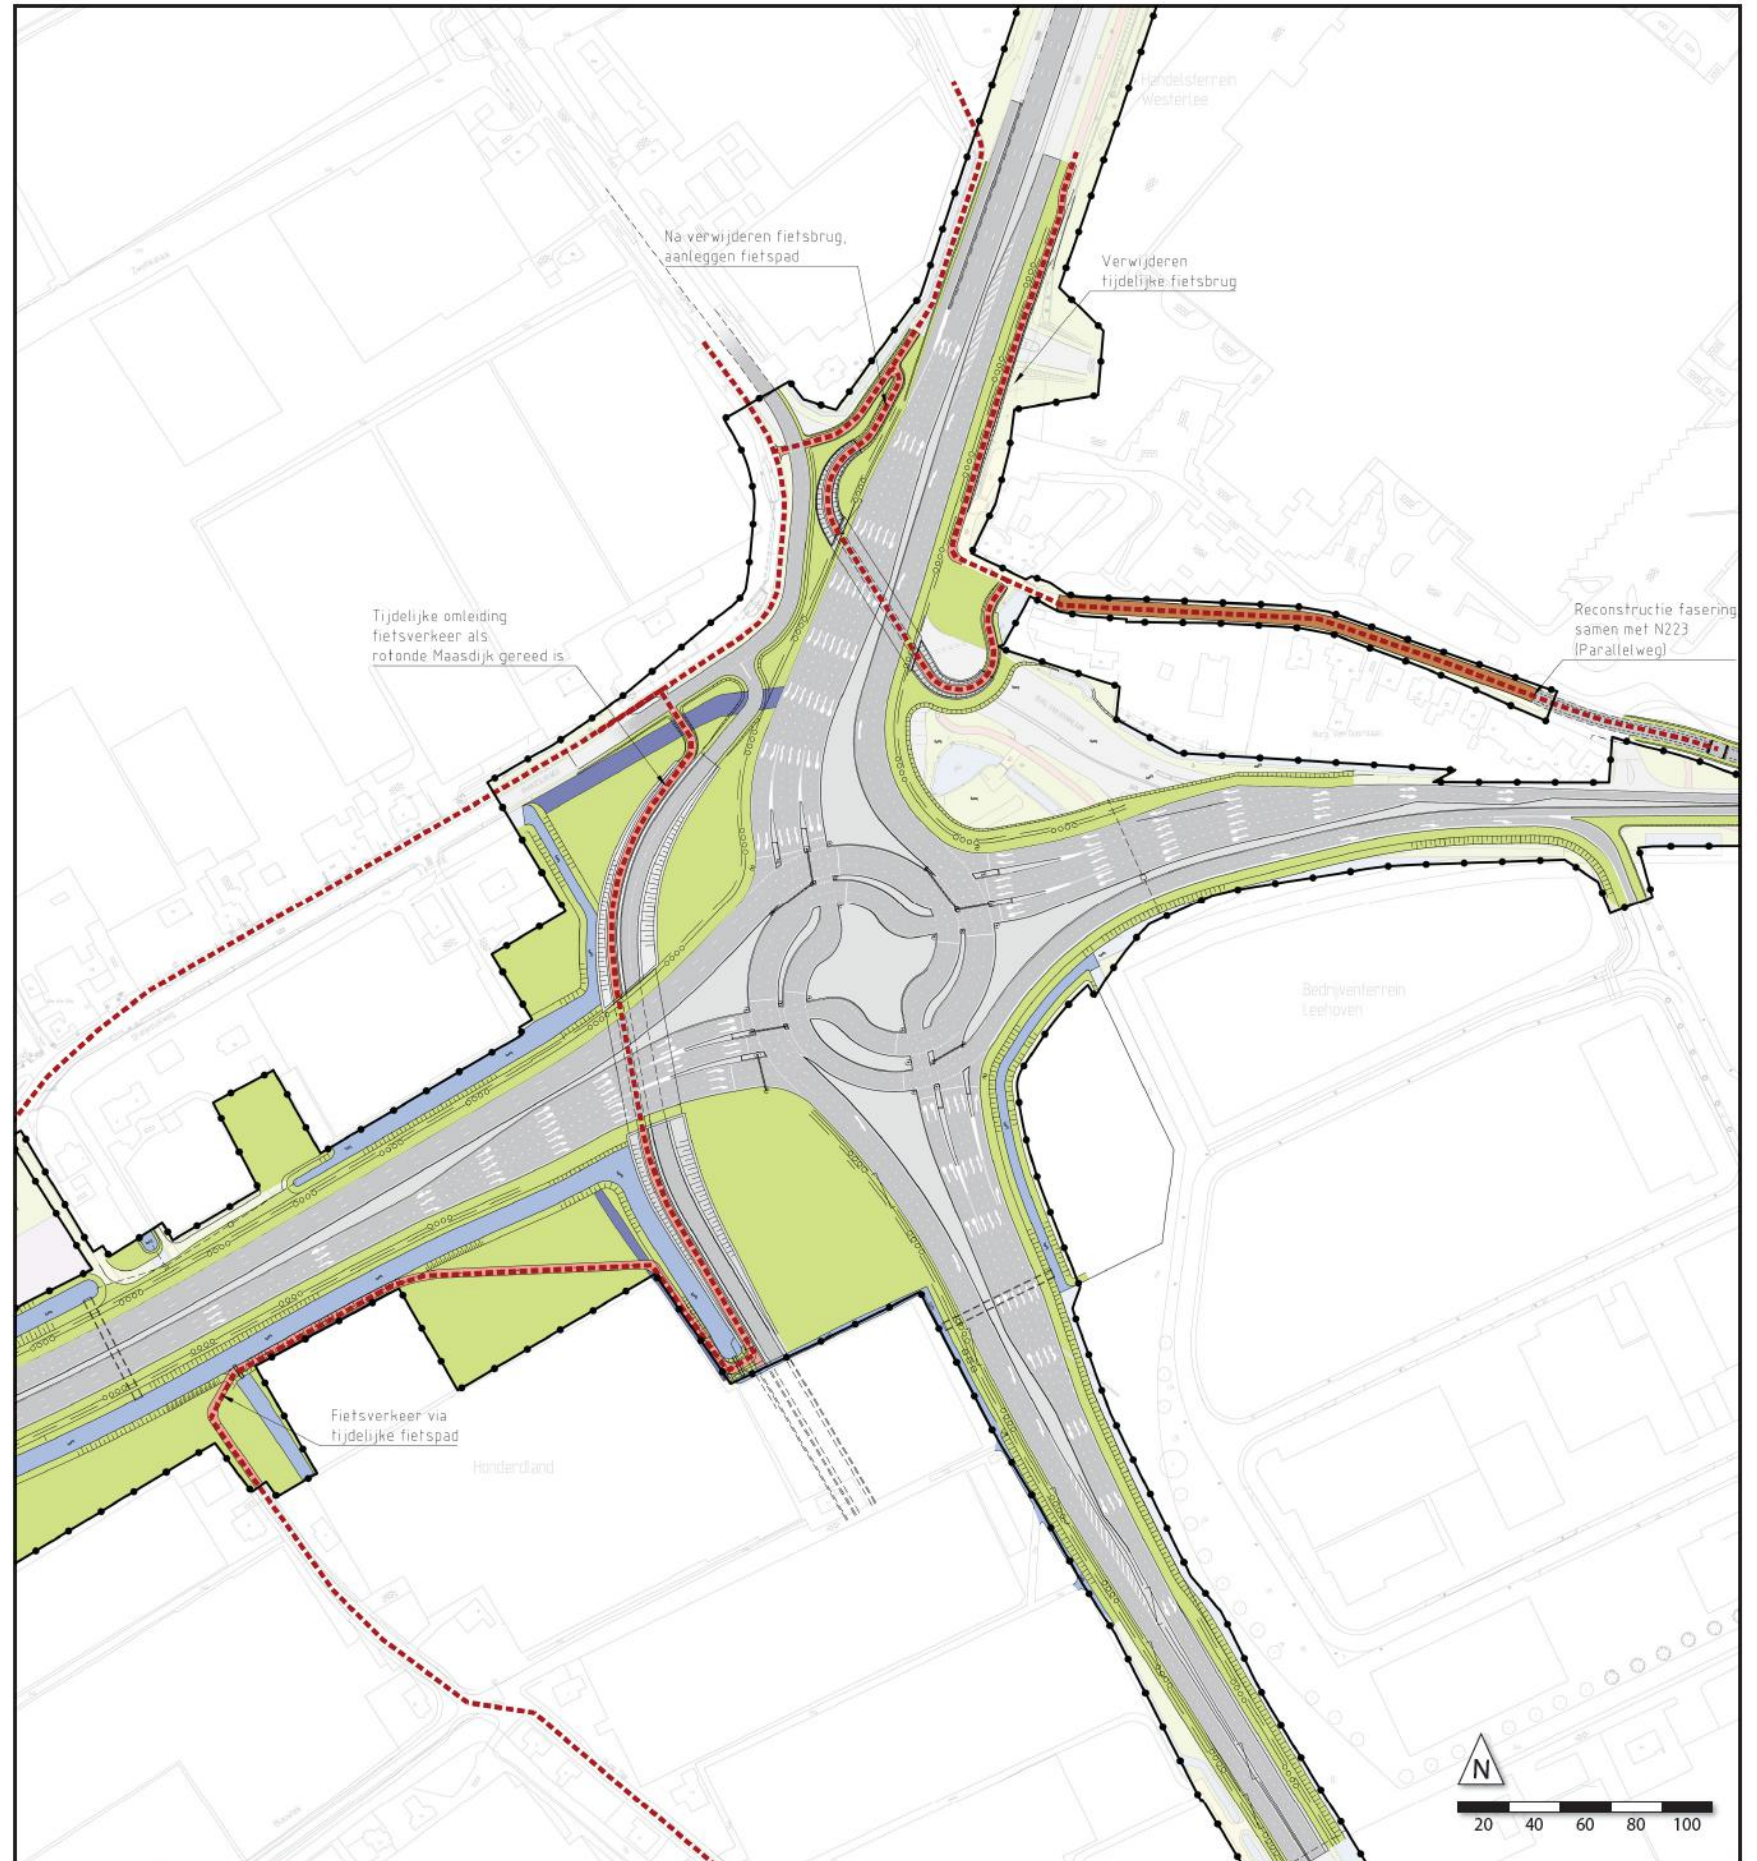 Handelsterrein
Westerlee
Na verwijderen fietsbrug,
aanleggen fietspad
Verwijderen
tijdelijke fietsbrug
Tijdelijke omleiding
fietsverkeer als
rotonde Maasdijk gereed is
Reconstructie fasering
samen met N223
(Parallelweg)
Bedrijventerrein
Leehoven
Fietsverkeer via
tijdelijke fietspad
Honderdland
N
20 40 60 80 100